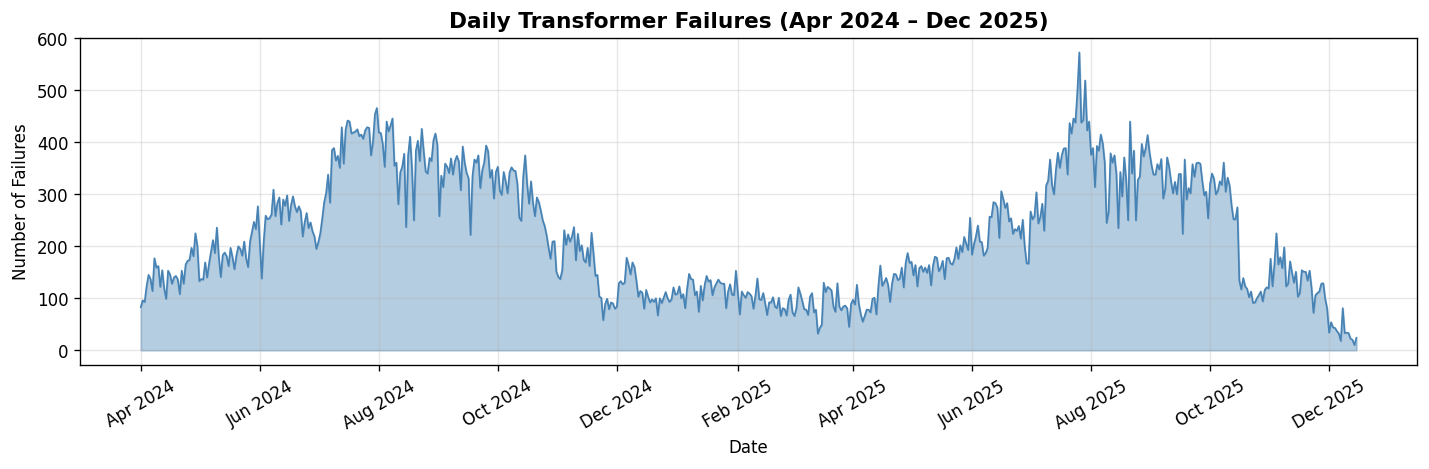 Daily Transformer Failures (Apr 2024 – Dec 2025)
Number of Failures
600
500
400
300
200
100
0
Apr 2024
Jun 2024
Aug 2024
Oct 2024
Dec 2024
Feb 2025
Apr 2025
Jun 2025
Aug 2025
Oct 2025
Dec 2025
Date